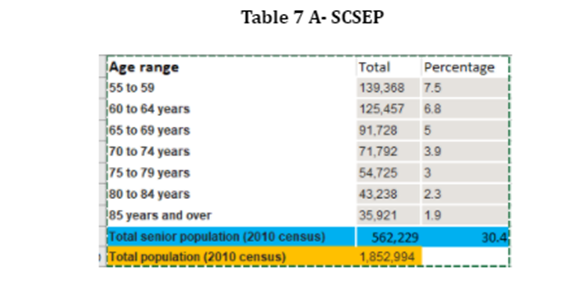 Table 7 A- SCSEP
Age range Total Percentage
55 to 59 139,368 7.5
60 to 64 years 125,457 6.8
65 to 69 years 91,728 5
70 to 74 years 71,792 3.9
75 to 79 years 54,725 3
80 to 84 years 43,238 2.3
85 years and over 35,921 1.9
Total senior population (2010 census) 562,229 30.4
Total population (2010 census) 1,852,994